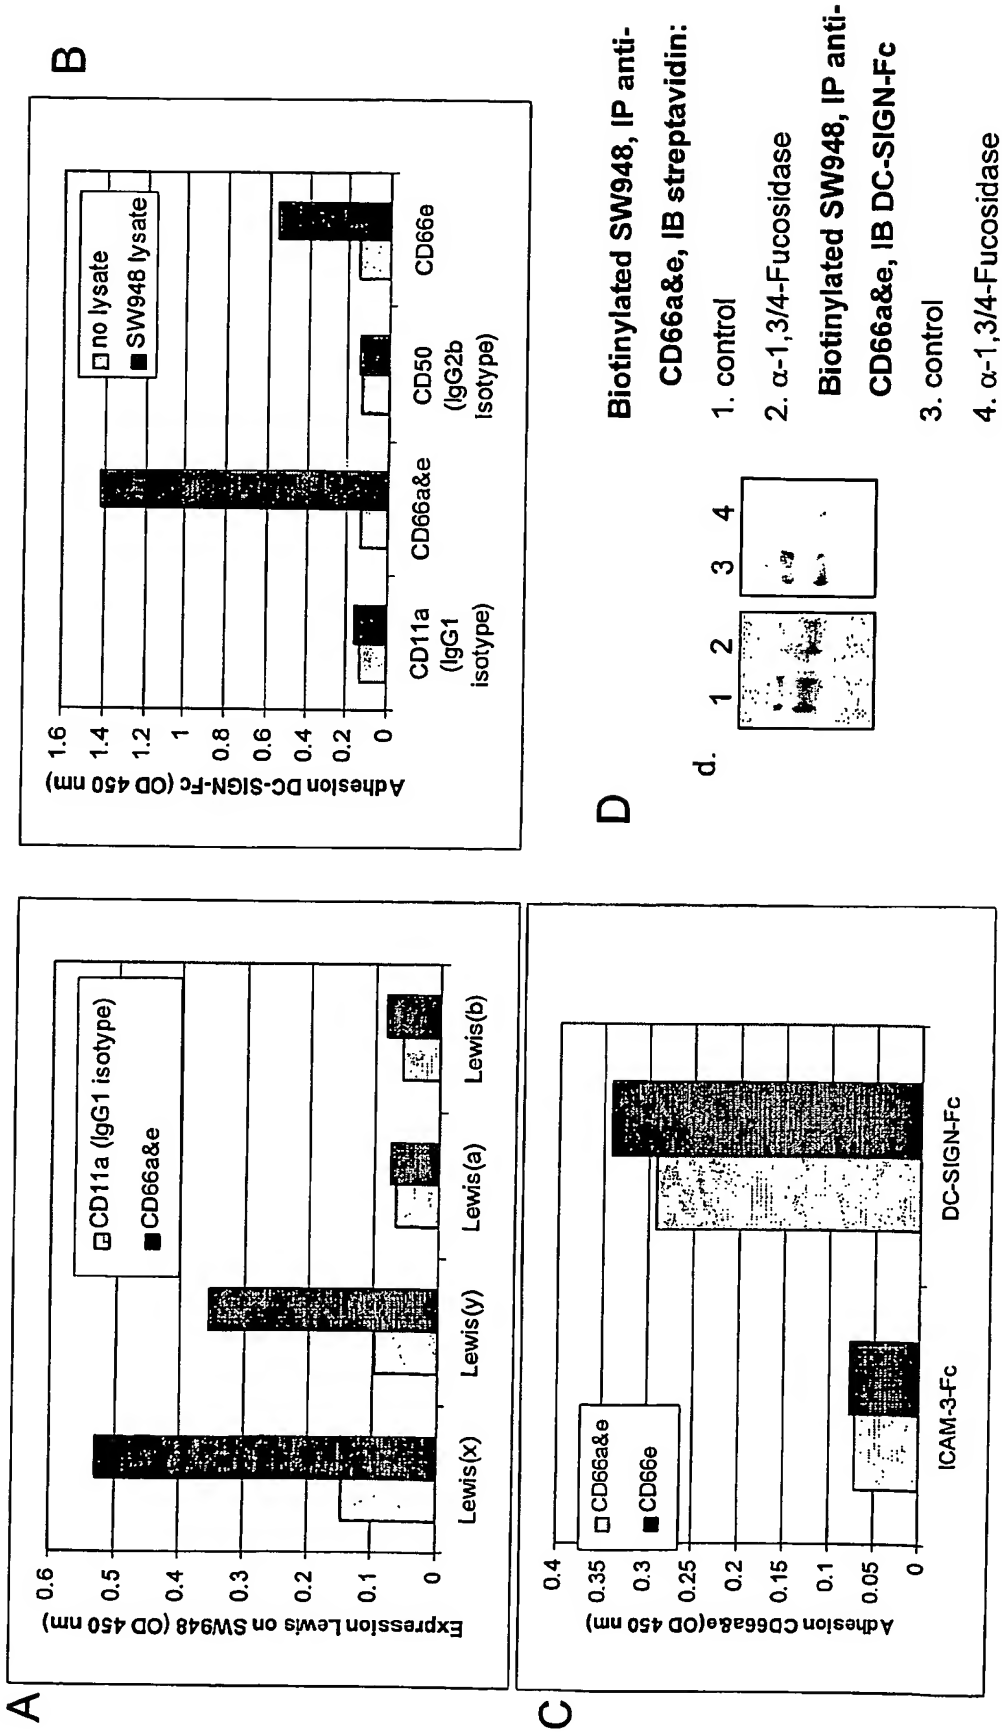 A
Expression Lewis on SW948 (OD 450 nm)
0.6
0.5
0.4
0.3
0.2
0.1
0
CD11a (IgG1 isotype)
CD66a&e
Lewis(x)
Lewis(y)
Lewis(a)
Lewis(b)
B
Adhesion DC-SIGN-Fc (OD 450 nm)
1.6
1.4
1.2
1
0.8
0.6
0.4
0.2
0
no lysate
SW948 lysate
CD11a
(IgG1
isotype)
CD66a&e
CD50
(IgG2b
isotype)
CD66e
C
Adhesion CD66a&e(OD 450 nm)
0.4
0.35
0.3
0.25
0.2
0.15
0.1
0.05
0
CD66a&e
CD66e
ICAM-3-Fc
DC-SIGN-Fc
D
d.
1 2 3 4
Biotinylated SW948, IP anti-
CD66a&e, IB streptavidin:
1. control
2. α-1,3/4-Fucosidase
Biotinylated SW948, IP anti-
CD66a&e, IB DC-SIGN-Fc
3. control
4. α-1,3/4-Fucosidase